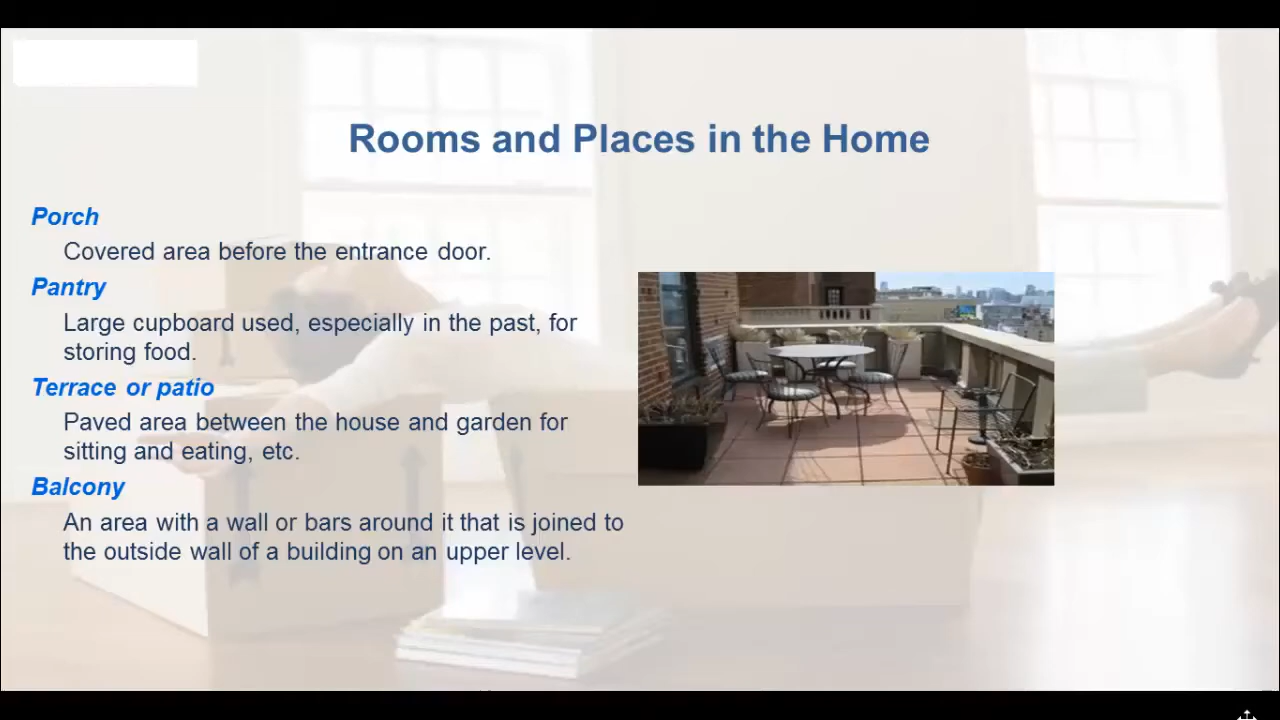 Rooms and Places in the Home
Porch
Covered area before the entrance door.
Pantry
Large cupboard used, especially in the past, for
storing food.
Terrace or patio
Paved area between the house and garden for
sitting and eating, etc.
Balcony
An area with a wall or bars around it that is joined to
the outside wall of a building on an upper level.